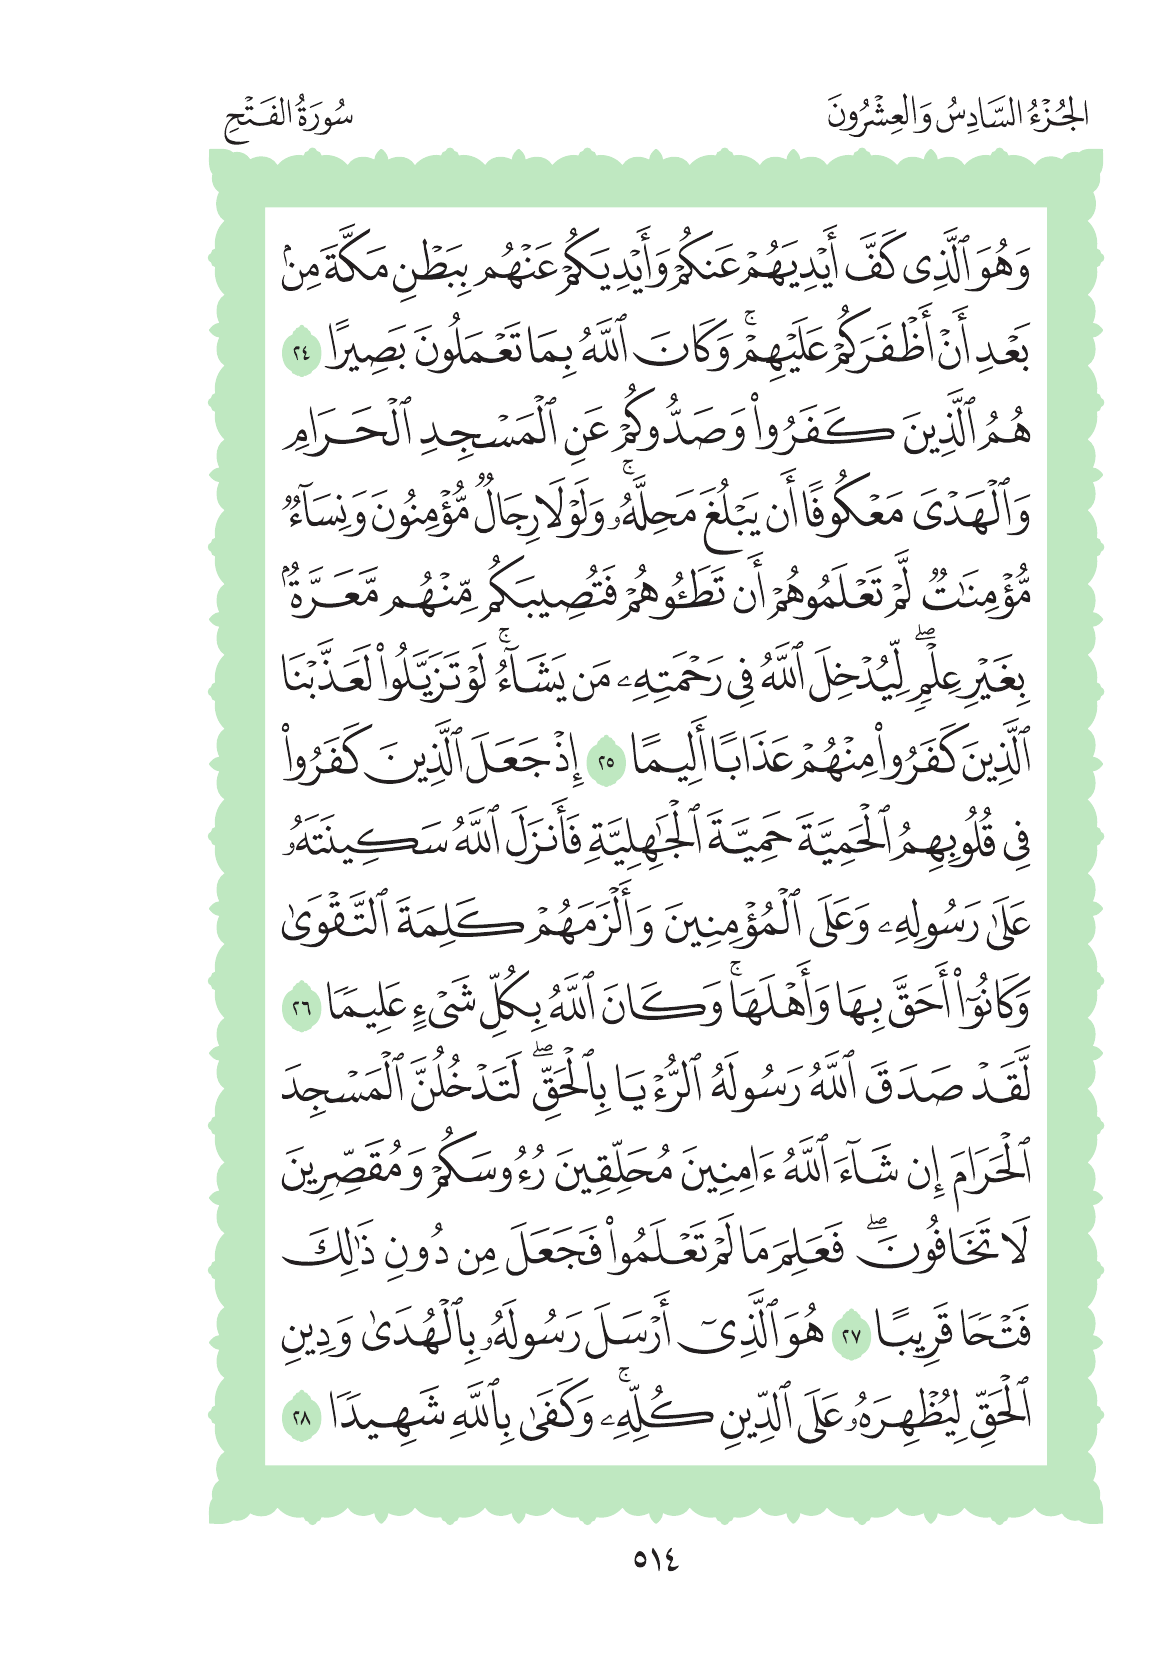 الجُزْءُ السَّادِسُ وَالعِشْرُونَ
سُورَةُ الفَتْحِ
وَهُوَ ٱلَّذِى كَفَّ أَيْدِيَهُمْ عَنكُمْ وَأَيْدِيَكُمْ عَنْهُم بِبَطْنِ مَكَّةَ مِنۢ
بَعْدِ أَنْ أَظْفَرَكُمْ عَلَيْهِمْۚ وَكَانَ ٱللَّهُ بِمَا تَعْمَلُونَ بَصِيرًا ٢٤
هُمُ ٱلَّذِينَ كَفَرُوا۟ وَصَدُّوكُمْ عَنِ ٱلْمَسْجِدِ ٱلْحَرَامِ
وَٱلْهَدْىَ مَعْكُوفًا أَن يَبْلُغَ مَحِلَّهُۥۚ وَلَوْلَا رِجَالٌ مُّؤْمِنُونَ وَنِسَآءٌ
مُّؤْمِنَـٰتٌ لَّمْ تَعْلَمُوهُمْ أَن تَطَـُٔوهُمْ فَتُصِيبَكُم مِّنْهُم مَّعَرَّةٌۢ
بِغَيْرِ عِلْمٍۖ لِّيُدْخِلَ ٱللَّهُ فِى رَحْمَتِهِۦ مَن يَشَآءُۚ لَوْ تَزَيَّلُوا۟ لَعَذَّبْنَا
ٱلَّذِينَ كَفَرُوا۟ مِنْهُمْ عَذَابًا أَلِيمًا ٢٥ إِذْ جَعَلَ ٱلَّذِينَ كَفَرُوا۟
فِى قُلُوبِهِمُ ٱلْحَمِيَّةَ حَمِيَّةَ ٱلْجَـٰهِلِيَّةِ فَأَنزَلَ ٱللَّهُ سَكِينَتَهُۥ
عَلَىٰ رَسُولِهِۦ وَعَلَى ٱلْمُؤْمِنِينَ وَأَلْزَمَهُمْ كَلِمَةَ ٱلتَّقْوَىٰ
وَكَانُوٓا۟ أَحَقَّ بِهَا وَأَهْلَهَاۚ وَكَانَ ٱللَّهُ بِكُلِّ شَىْءٍ عَلِيمًا ٢٦
لَّقَدْ صَدَقَ ٱللَّهُ رَسُولَهُ ٱلرُّءْيَا بِٱلْحَقِّۖ لَتَدْخُلُنَّ ٱلْمَسْجِدَ
ٱلْحَرَامَ إِن شَآءَ ٱللَّهُ ءَامِنِينَ مُحَلِّقِينَ رُءُوسَكُمْ وَمُقَصِّرِينَ
لَا تَخَافُونَۖ فَعَلِمَ مَا لَمْ تَعْلَمُوا۟ فَجَعَلَ مِن دُونِ ذَٰلِكَ
فَتْحًا قَرِيبًا ٢٧ هُوَ ٱلَّذِىٓ أَرْسَلَ رَسُولَهُۥ بِٱلْهُدَىٰ وَدِينِ
ٱلْحَقِّ لِيُظْهِرَهُۥ عَلَى ٱلدِّينِ كُلِّهِۦۚ وَكَفَىٰ بِٱللَّهِ شَهِيدًا ٢٨
٥١٤